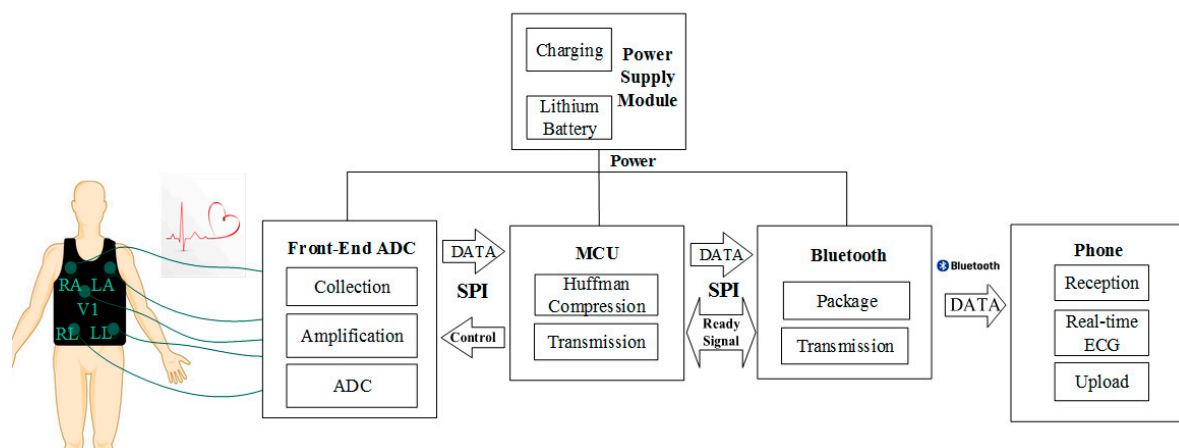 Charging
Power
Supply
Module
Lithium
Battery
Power
RA LA
V1
RL LL
Front-End ADC
Collection
Amplification
ADC
DATA
SPI
Control
MCU
Huffman
Compression
Transmission
DATA
SPI
Ready
Signal
Bluetooth
Package
Transmission
Bluetooth
DATA
Phone
Reception
Real-time
ECG
Upload